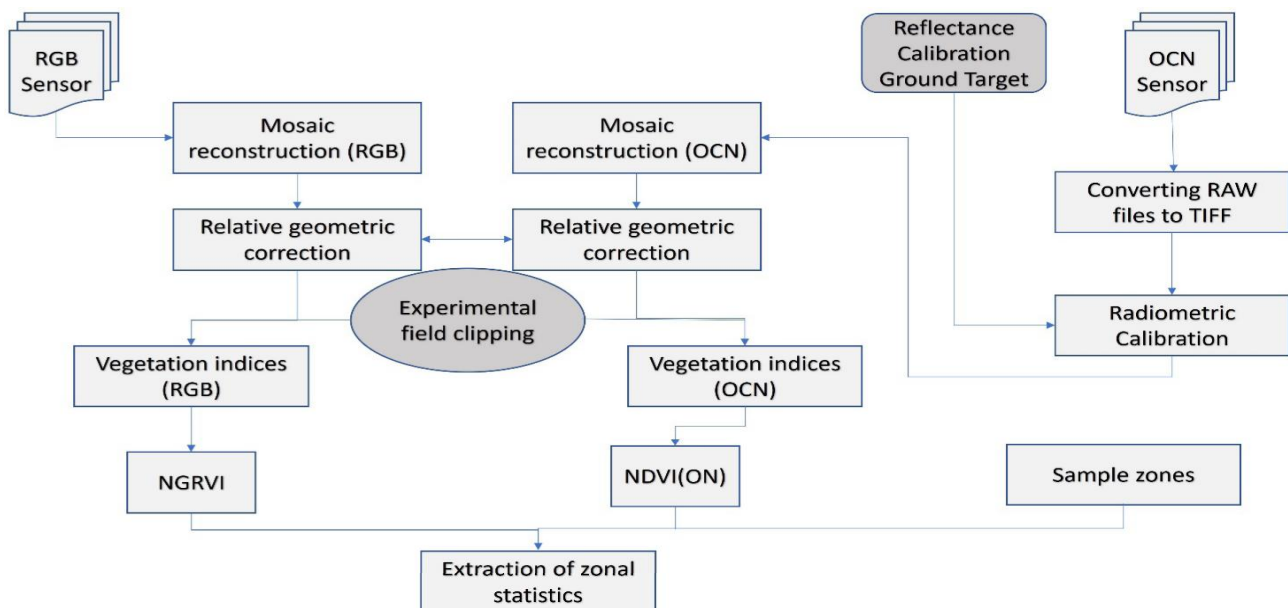 RGB
Sensor
Reflectance
Calibration
Ground Target
OCN
Sensor
Mosaic
reconstruction (RGB)
Mosaic
reconstruction (OCN)
Converting RAW
files to TIFF
Relative geometric
correction
Relative geometric
correction
Experimental
field clipping
Radiometric
Calibration
Vegetation indices
(RGB)
Vegetation indices
(OCN)
NGRVI
NDVI(ON)
Sample zones
Extraction of zonal
statistics